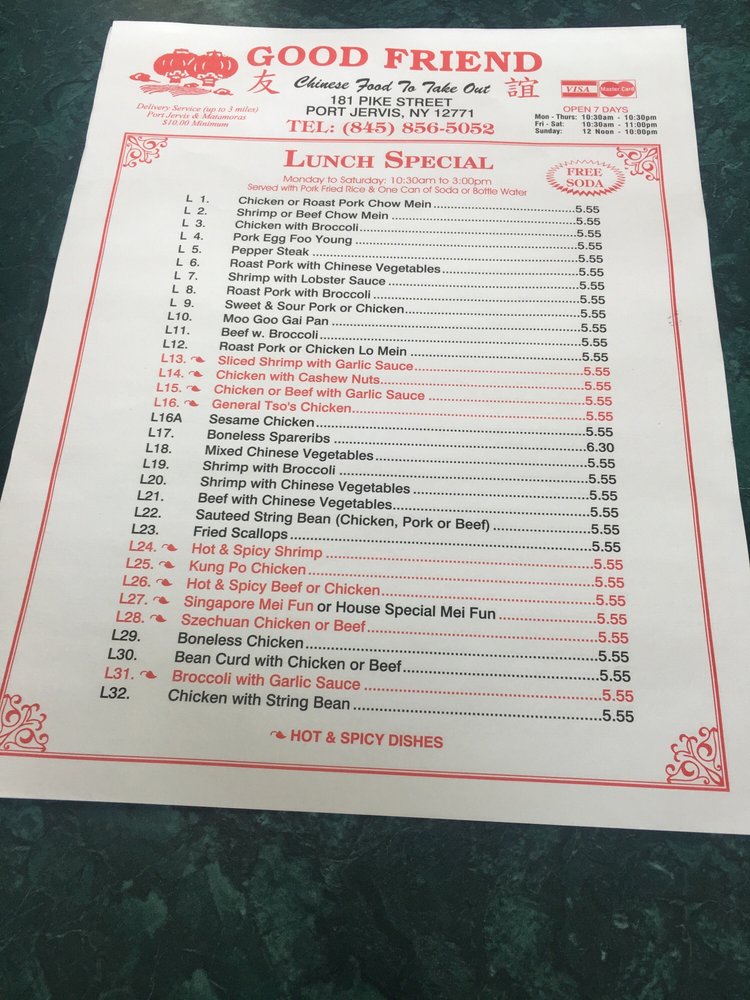 GOOD FRIEND
友 Chinese Food To Take Out 誼
181 PIKE STREET
PORT JERVIS, NY 12771
TEL: (845) 856-5052
Delivery Service (up to 3 miles)
Port Jervis & Matamoras
$10.00 Minimum
VISA MasterCard
OPEN 7 DAYS
Mon - Thurs: 10:30am - 10:30pm
Fri - Sat: 10:30am - 11:00pm
Sunday: 12 Noon - 10:00pm
LUNCH SPECIAL
Monday to Saturday: 10:30am to 3:00pm
Served with Pork Fried Rice & One Can of Soda or Bottle Water
FREE
SODA
L 1. Chicken or Roast Pork Chow Mein 5.55
L 2. Shrimp or Beef Chow Mein 5.55
L 3. Chicken with Broccoli 5.55
L 4. Pork Egg Foo Young 5.55
L 5. Pepper Steak 5.55
L 6. Roast Pork with Chinese Vegetables 5.55
L 7. Shrimp with Lobster Sauce 5.55
L 8. Roast Pork with Broccoli 5.55
L 9. Sweet & Sour Pork or Chicken 5.55
L10. Moo Goo Gai Pan 5.55
L11. Beef w. Broccoli 5.55
L12. Roast Pork or Chicken Lo Mein 5.55
L13. Sliced Shrimp with Garlic Sauce 5.55
L14. Chicken with Cashew Nuts 5.55
L15. Chicken or Beef with Garlic Sauce 5.55
L16. General Tso's Chicken 5.55
L16A Sesame Chicken 5.55
L17. Boneless Spareribs 6.30
L18. Mixed Chinese Vegetables 5.55
L19. Shrimp with Broccoli 5.55
L20. Shrimp with Chinese Vegetables 5.55
L21. Beef with Chinese Vegetables 5.55
L22. Sauteed String Bean (Chicken, Pork or Beef) 5.55
L23. Fried Scallops 5.55
L24. Hot & Spicy Shrimp 5.55
L25. Kung Po Chicken 5.55
L26. Hot & Spicy Beef or Chicken 5.55
L27. Singapore Mei Fun or House Special Mei Fun 5.55
L28. Szechuan Chicken or Beef 5.55
L29. Boneless Chicken 5.55
L30. Bean Curd with Chicken or Beef 5.55
L31. Broccoli with Garlic Sauce 5.55
L32. Chicken with String Bean 5.55
HOT & SPICY DISHES